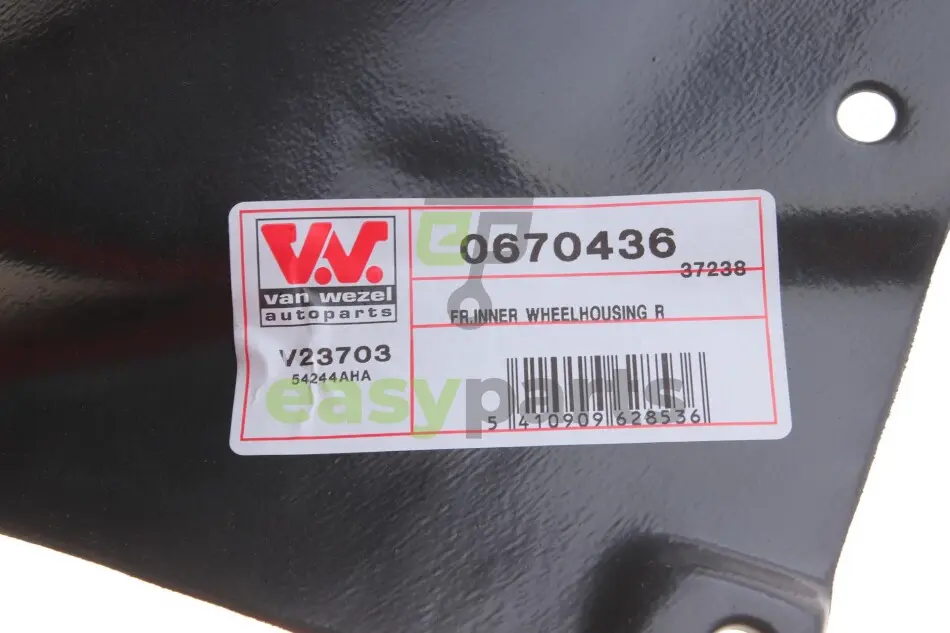 V.V.
van wezel
autoparts
V23703
54244AHA
0670436
37238
FR.INNER WHEELHOUSING R
5 410909 628536
easyparts